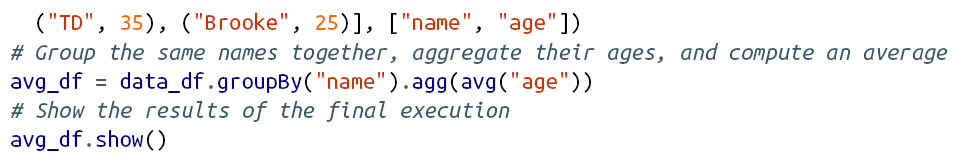 ("TD", 35), ("Brooke", 25)], ["name", "age"])
# Group the same names together, aggregate their ages, and compute an average
avg_df = data_df.groupBy("name").agg(avg("age"))
# Show the results of the final execution
avg_df.show()